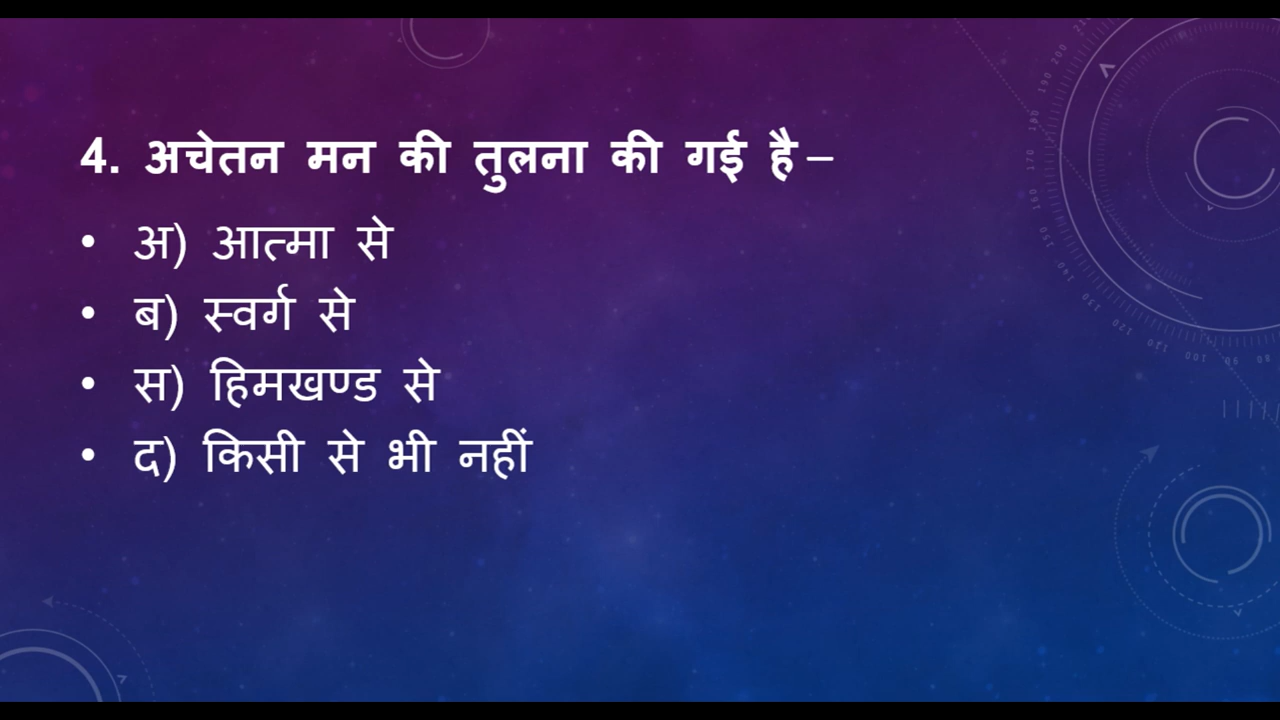 4. अचेतन मन की तुलना की गई है –
• अ) आत्मा से
• ब) स्वर्ग से
• स) हिमखण्ड से
• द) किसी से भी नहीं